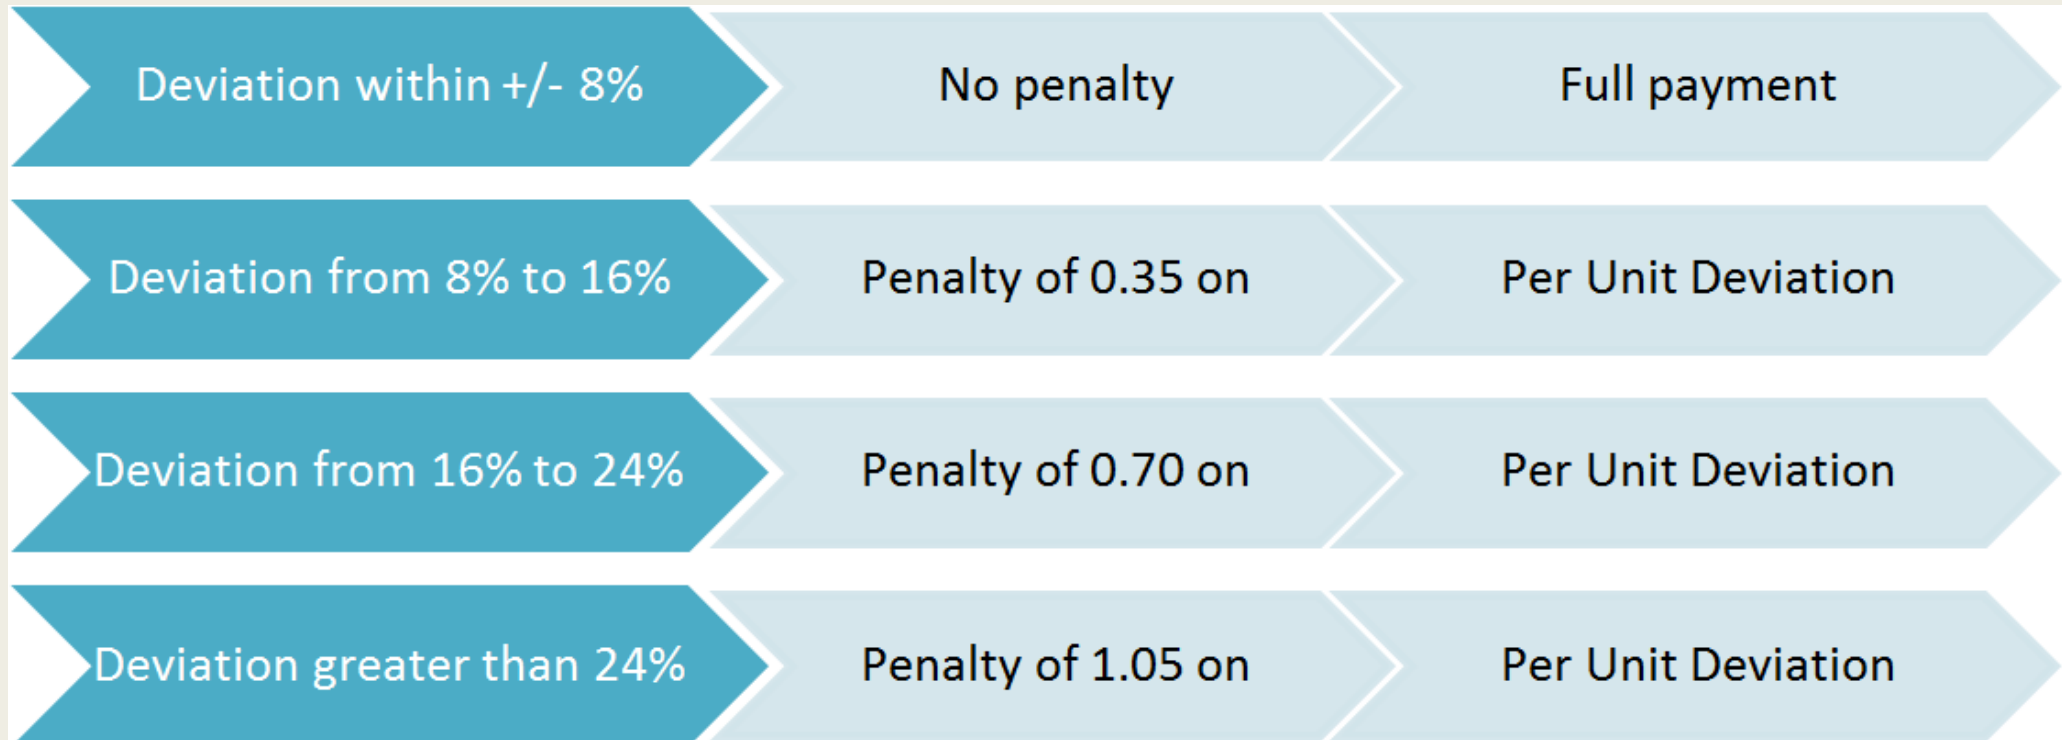 Deviation within +/- 8%
No penalty
Full payment
Deviation from 8% to 16%
Penalty of 0.35 on
Per Unit Deviation
Deviation from 16% to 24%
Penalty of 0.70 on
Per Unit Deviation
Deviation greater than 24%
Penalty of 1.05 on
Per Unit Deviation